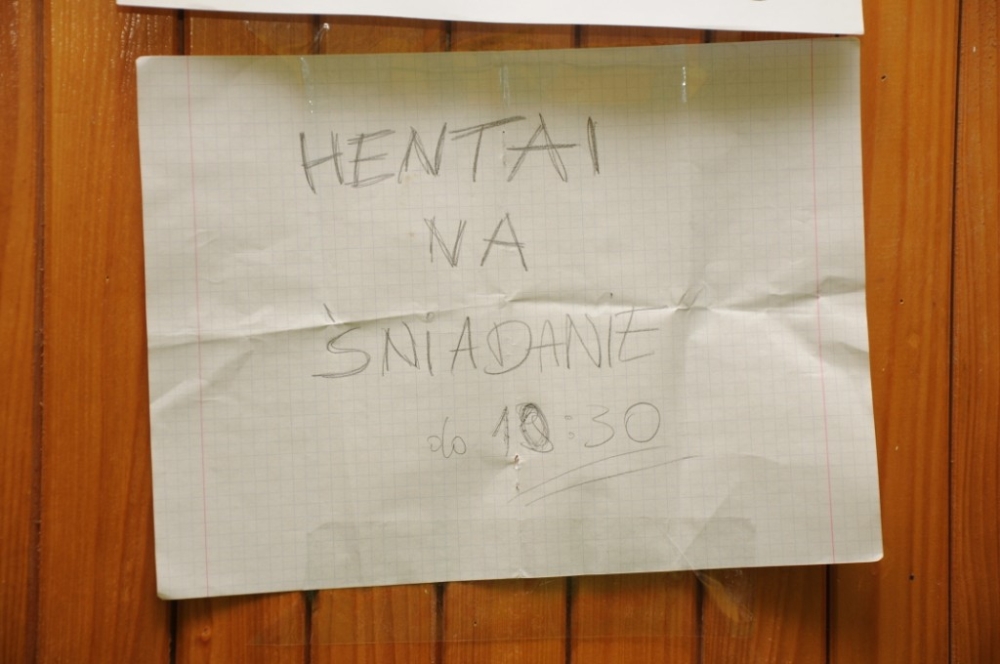 HENTAI
NA
ŚNIADANIE
do 10:30